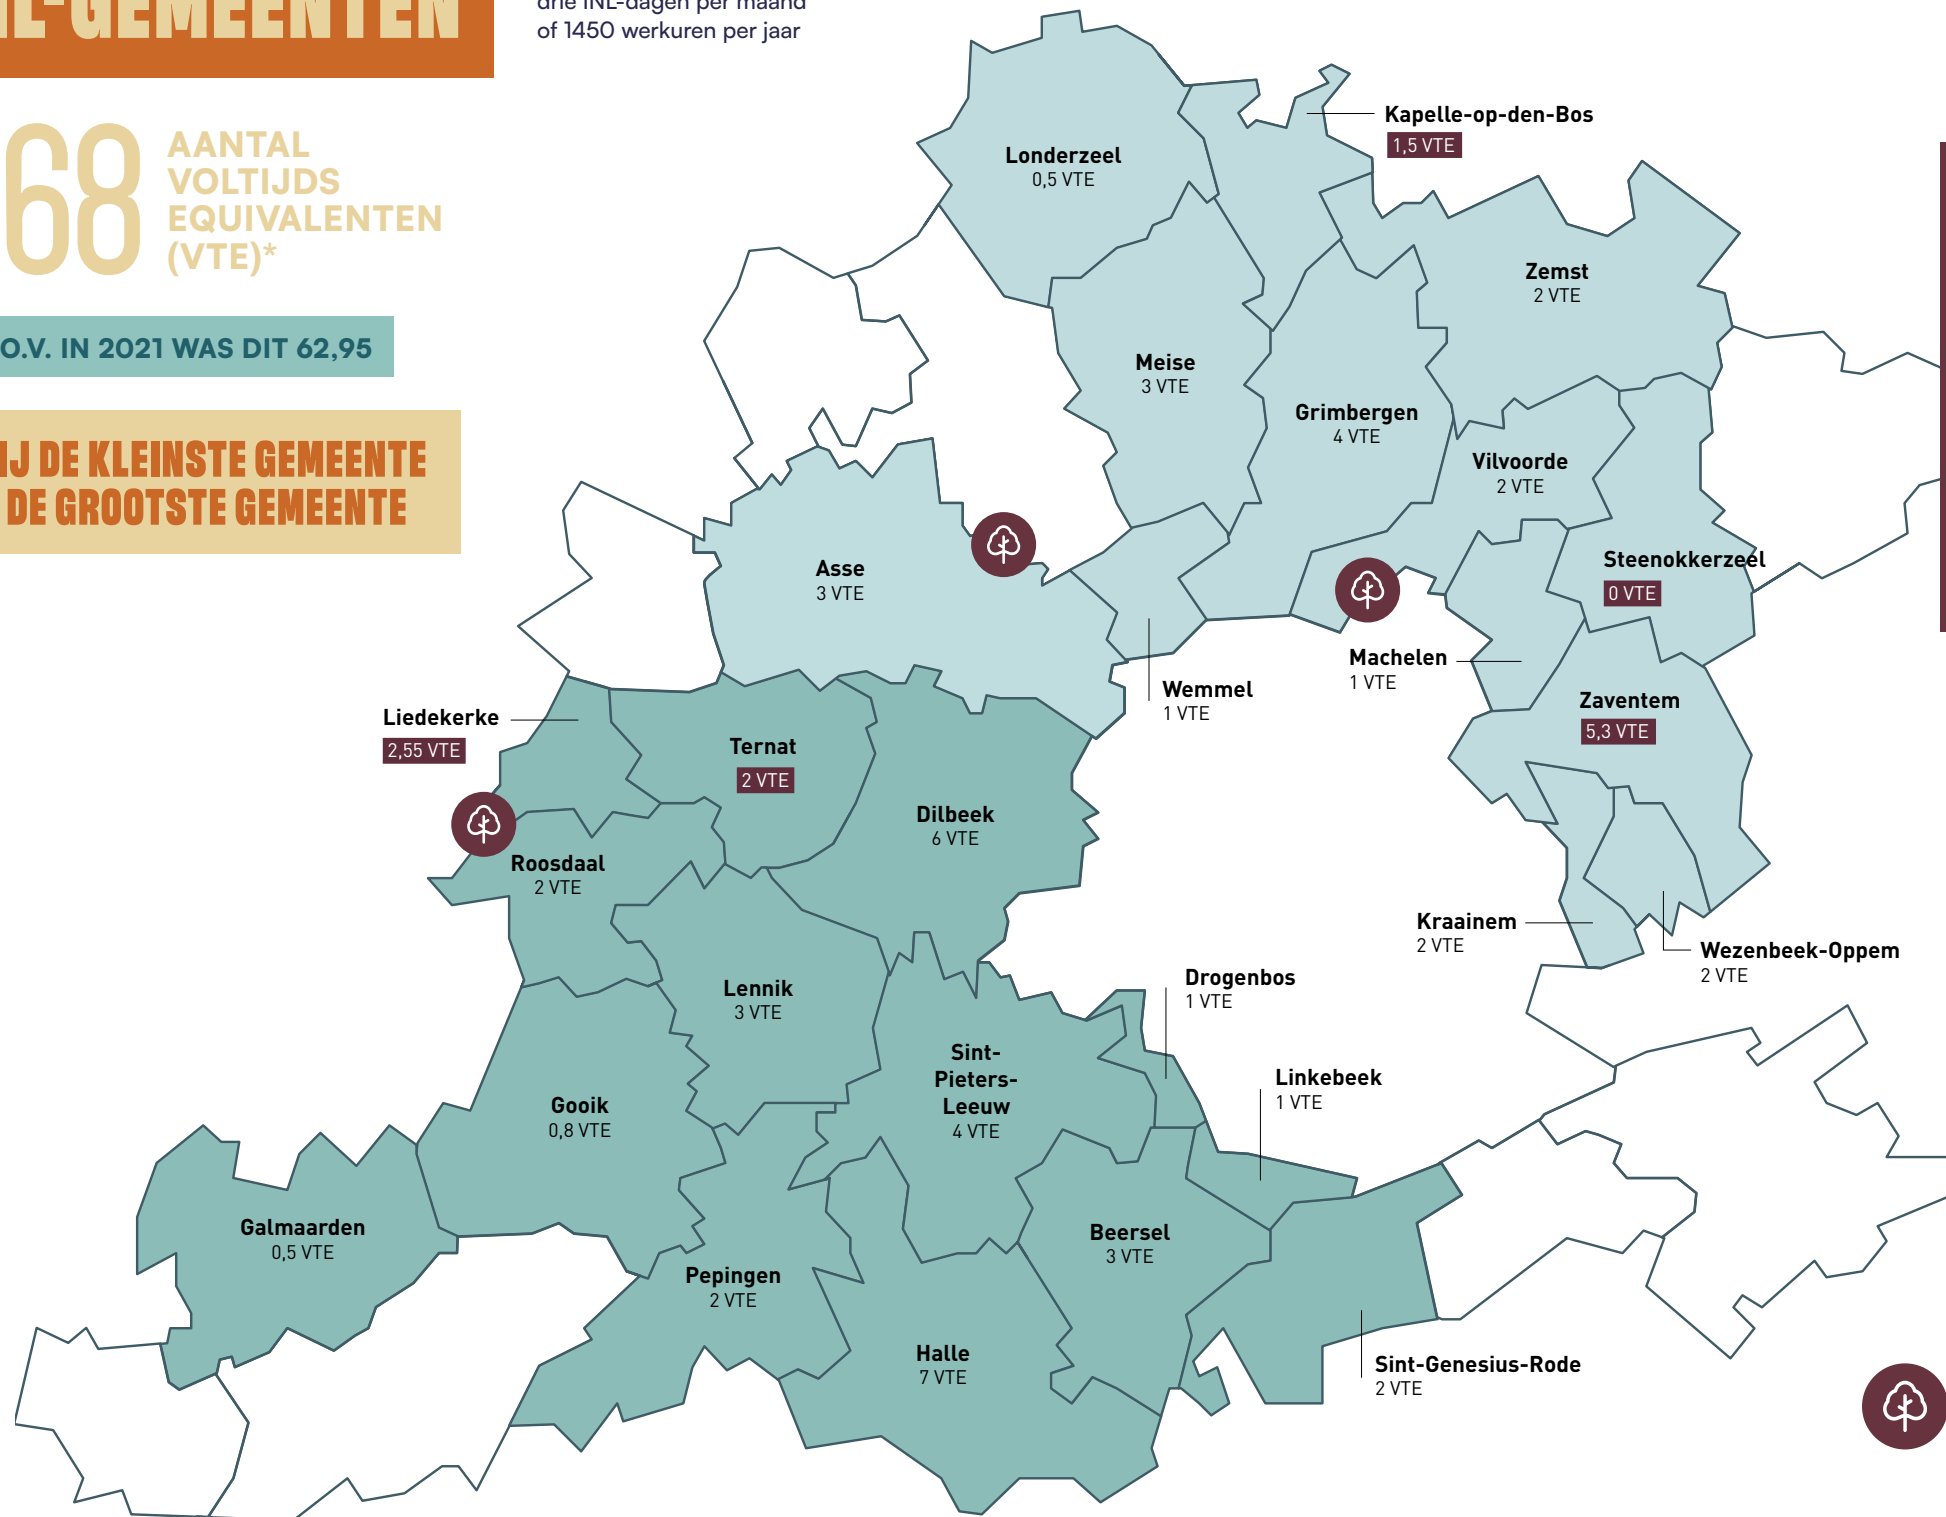 drie INL-dagen per maand
of 1450 werkuren per jaar
68
AANTAL
VOLTIJDS
EQUIVALENTEN
(VTE)*
O.V. IN 2021 WAS DIT 62,95
DE KLEINSTE GEMEENTE
DE GROOTSTE GEMEENTE
Kapelle-op-den-Bos
1,5 VTE
Londerzeel
0,5 VTE
Zemst
2 VTE
Meise
3 VTE
Grimbergen
4 VTE
Vilvoorde
2 VTE
Asse
3 VTE
Steenokkerzeel
0 VTE
Machelen
1 VTE
Wemmel
1 VTE
Zaventem
5,3 VTE
Liedekerke
2,55 VTE
Ternat
2 VTE
Dilbeek
6 VTE
Roosdaal
2 VTE
Kraainem
2 VTE
Wezenbeek-Oppem
2 VTE
Lennik
3 VTE
Drogenbos
1 VTE
Sint-
Pieters-
Leeuw
4 VTE
Linkebeek
1 VTE
Gooik
0,8 VTE
Galmaarden
0,5 VTE
Beersel
3 VTE
Pepingen
2 VTE
Halle
7 VTE
Sint-Genesius-Rode
2 VTE